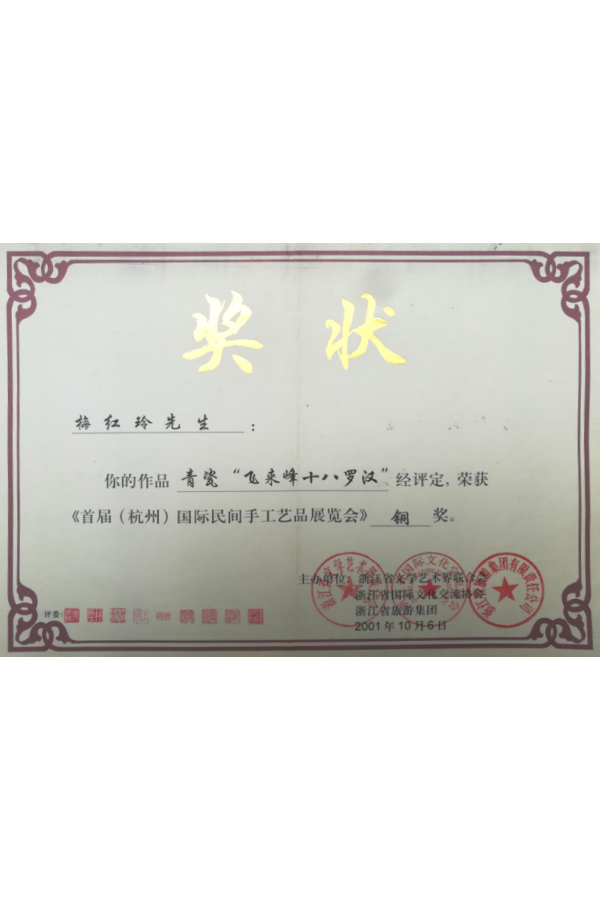 奖状
梅红玲先生：
你的作品 青瓷“飞来峰十八罗汉” 经评定，荣获
《首届（杭州）国际民间手工艺品展览会》 铜 奖。
主办单位：浙江省文学艺术界联合会
浙江省国际文化交流协会
浙江省旅游集团
2001年10月6日
评委：